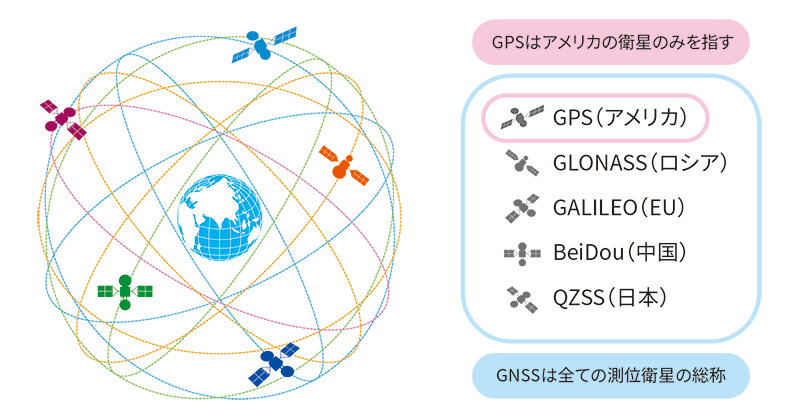 GPSはアメリカの衛星のみを指す
GPS(アメリカ)
GLONASS(ロシア)
GALILEO(EU)
BeiDou(中国)
QZSS(日本)
GNSSは全ての測位衛星の総称